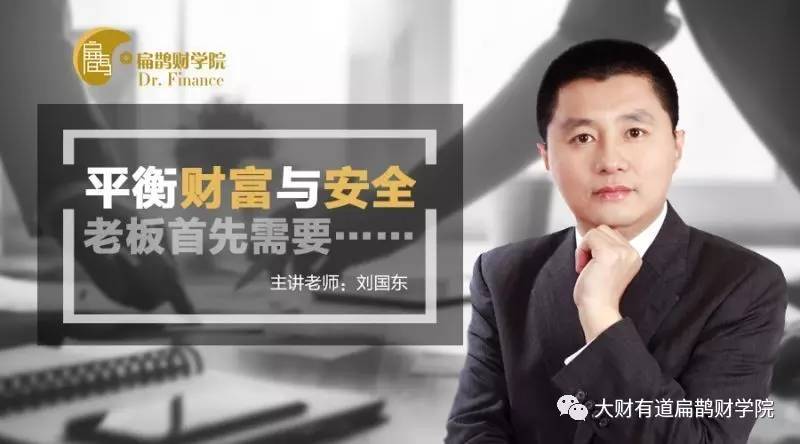 扁鹊财学院
Dr. Finance
平衡财富与安全
老板首先需要……
主讲老师：刘国东
大财有道扁鹊财学院